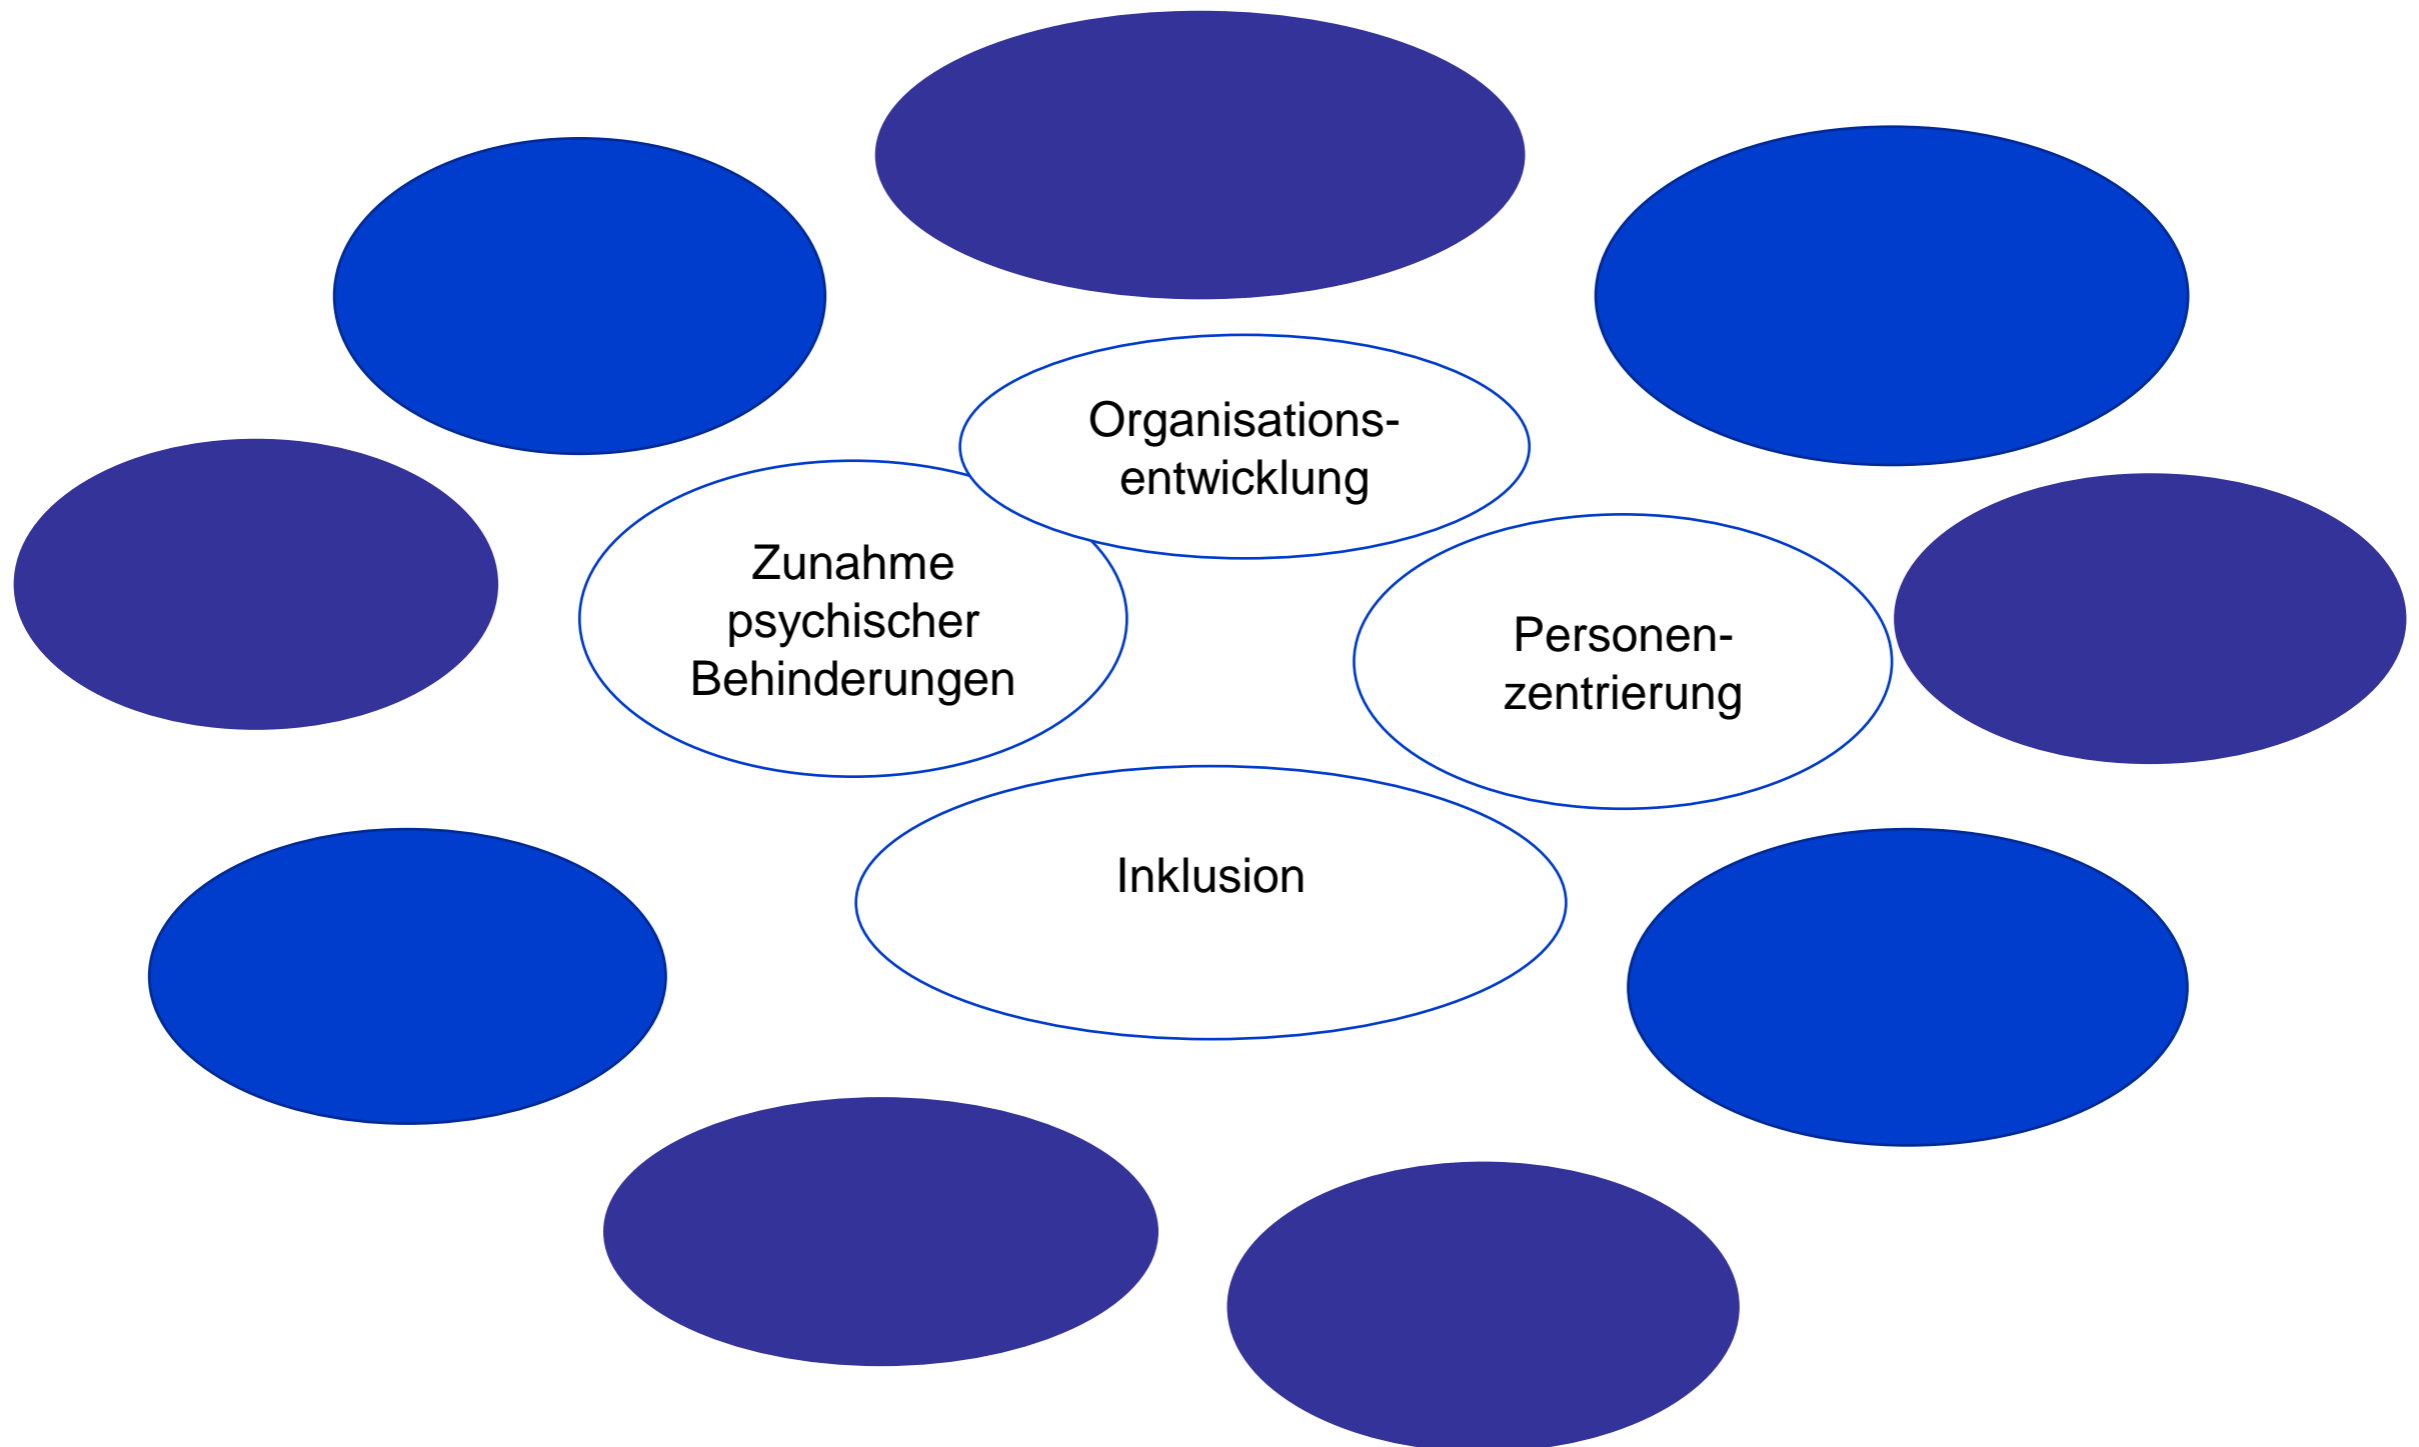 Organisations-
entwicklung
Zunahme
psychischer
Behinderungen
Personen-
zentrierung
Inklusion